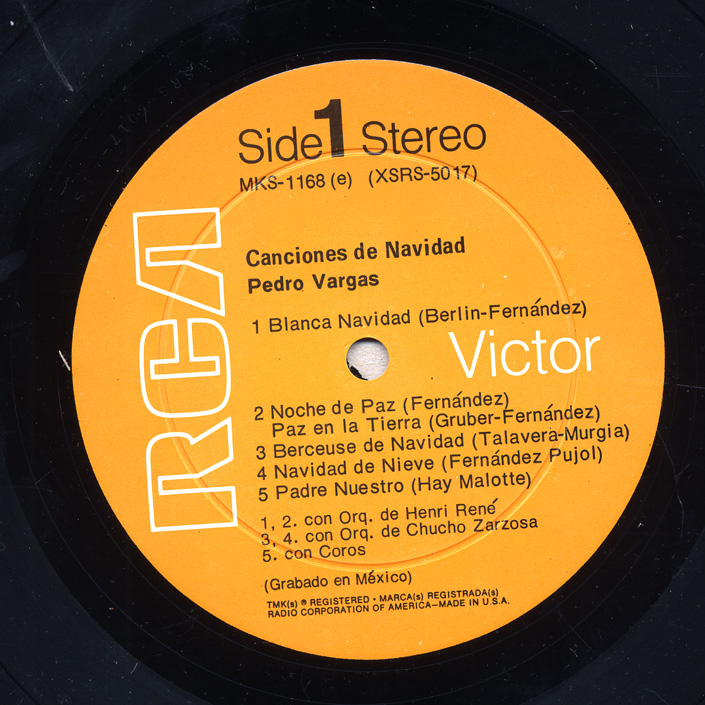 Side 1 Stereo
MKS-1168 (e) (XSRS-5017)
RCA
Canciones de Navidad
Pedro Vargas
1 Blanca Navidad (Berlin-Fernández)
Victor
2 Noche de Paz (Fernández)
Paz en la Tierra (Gruber-Fernández)
3 Berceuse de Navidad (Talavera-Murgia)
4 Navidad de Nieve (Fernández Pujol)
5 Padre Nuestro (Hay Malotte)
1, 2. con Orq. de Henri René
3, 4. con Orq. de Chucho Zarzosa
5. con Coros
(Grabado en México)
TMK(s) ® REGISTERED • MARCA(s) REGISTRADA(s)
RADIO CORPORATION OF AMERICA—MADE IN U.S.A.